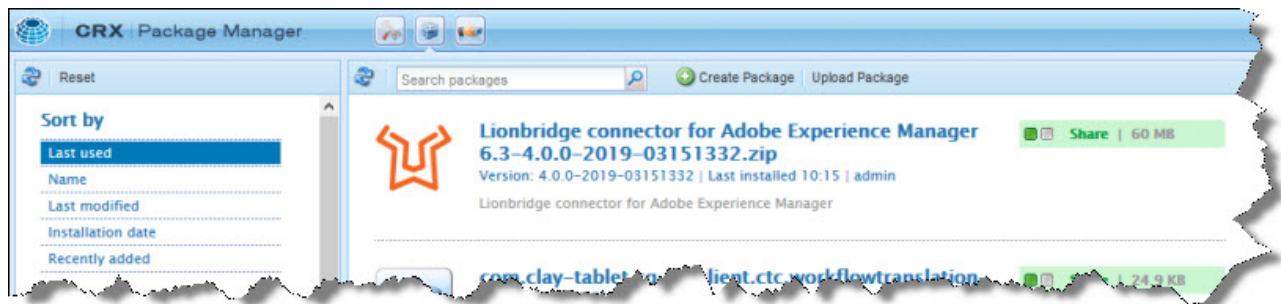 CRX Package Manager
Reset
Search packages
Create Package
Upload Package
Sort by
Last used
Name
Last modified
Installation date
Recently added
Lionbridge connector for Adobe Experience Manager
6.3-4.0.0-2019-03151332.zip
Version: 4.0.0-2019-03151332 | Last installed 10:15 | admin
Lionbridge connector for Adobe Experience Manager
Share | 60 MB
com.clay-tablet
24.9 KB